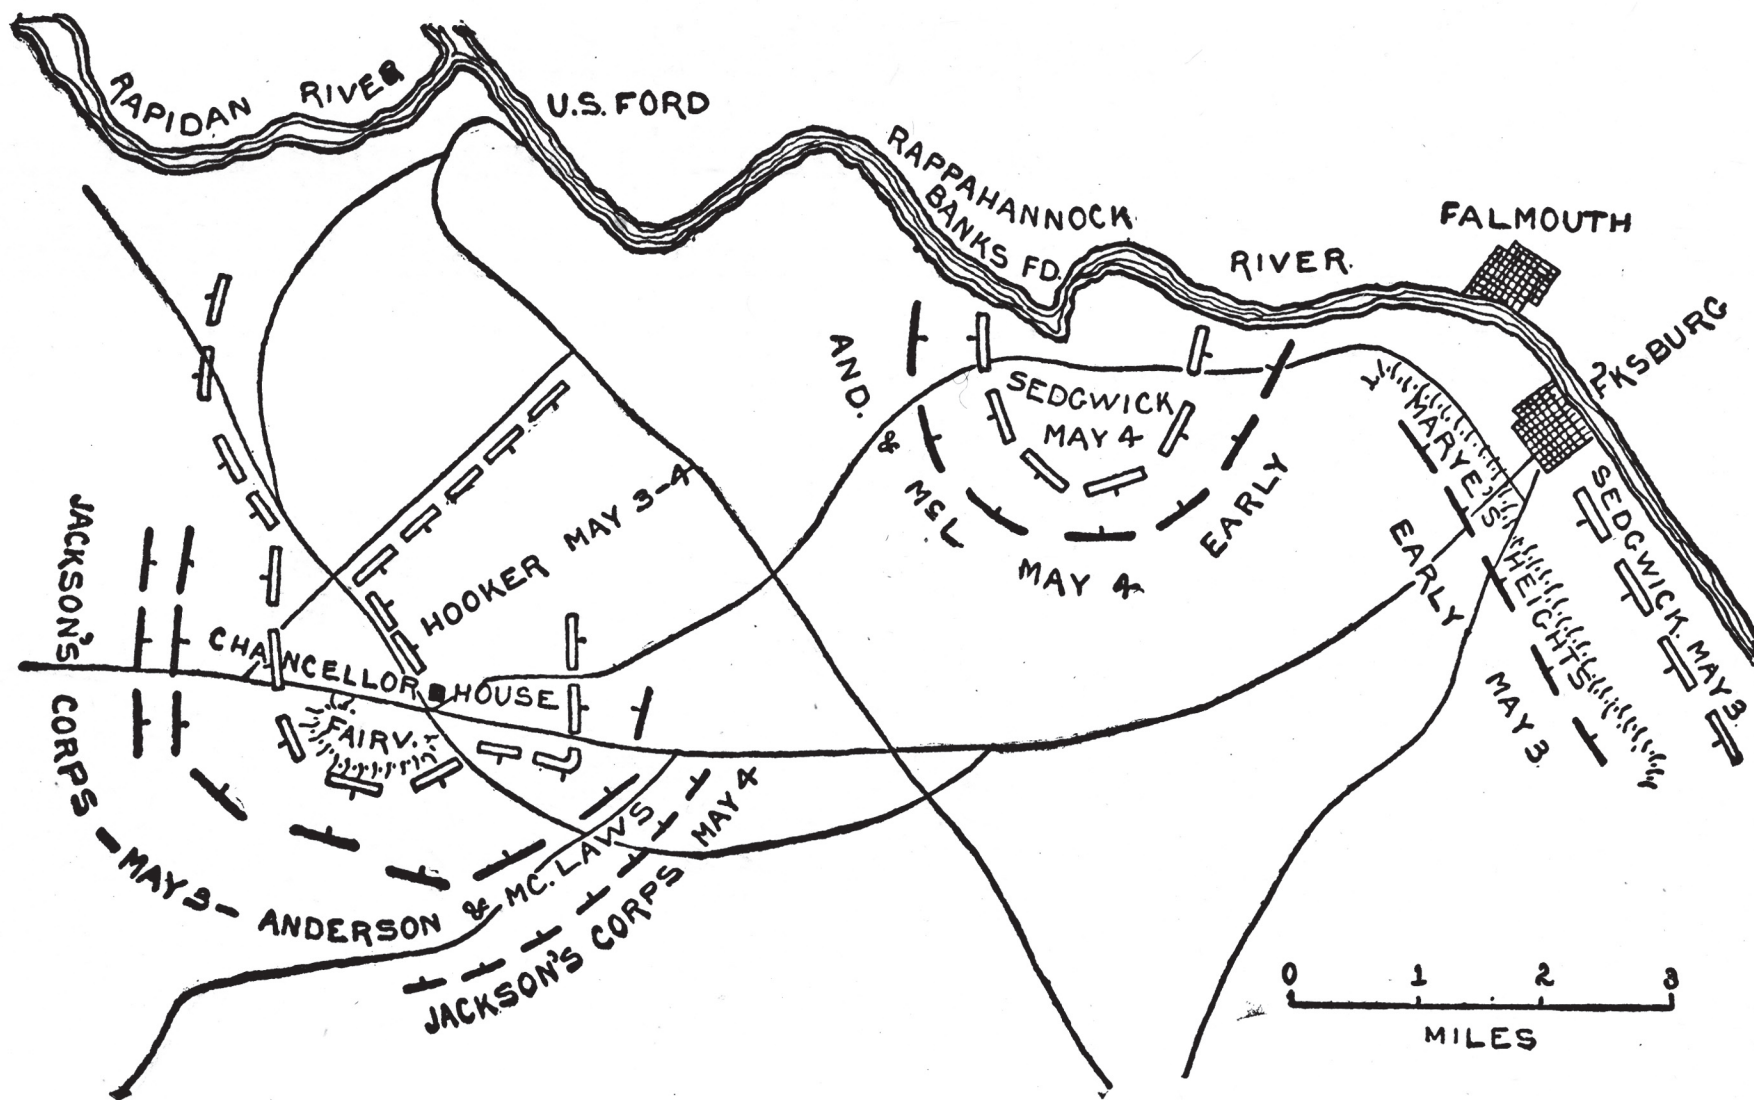 RAPIDAN RIVER
U.S. FORD
RAPPAHANNOCK RIVER.
BANKS FD.
FALMOUTH
F'KSBURG
AND. & McL
SEDGWICK
MAY 4
EARLY
MAY 4
MARYE'S HEIGHTS
EARLY
MAY 3
SEDGWICK. MAY 3.
HOOKER MAY 3-4
CHANCELLOR HOUSE
FAIRV.
JACKSON'S CORPS - MAY 3 - ANDERSON & MC. LAWS
JACKSON'S CORPS MAY 4
0 1 2 3
MILES